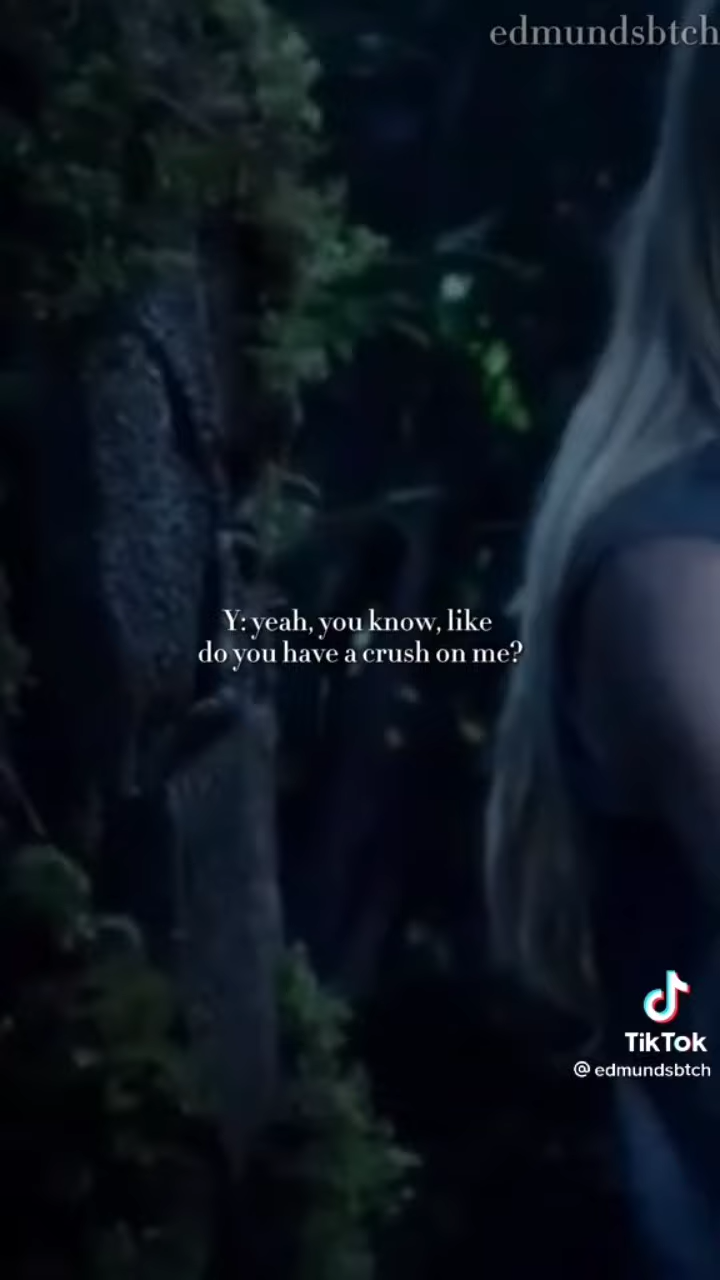 edmundsbtch
Y: yeah, you know, like
do you have a crush on me?
TikTok
@edmundsbtch